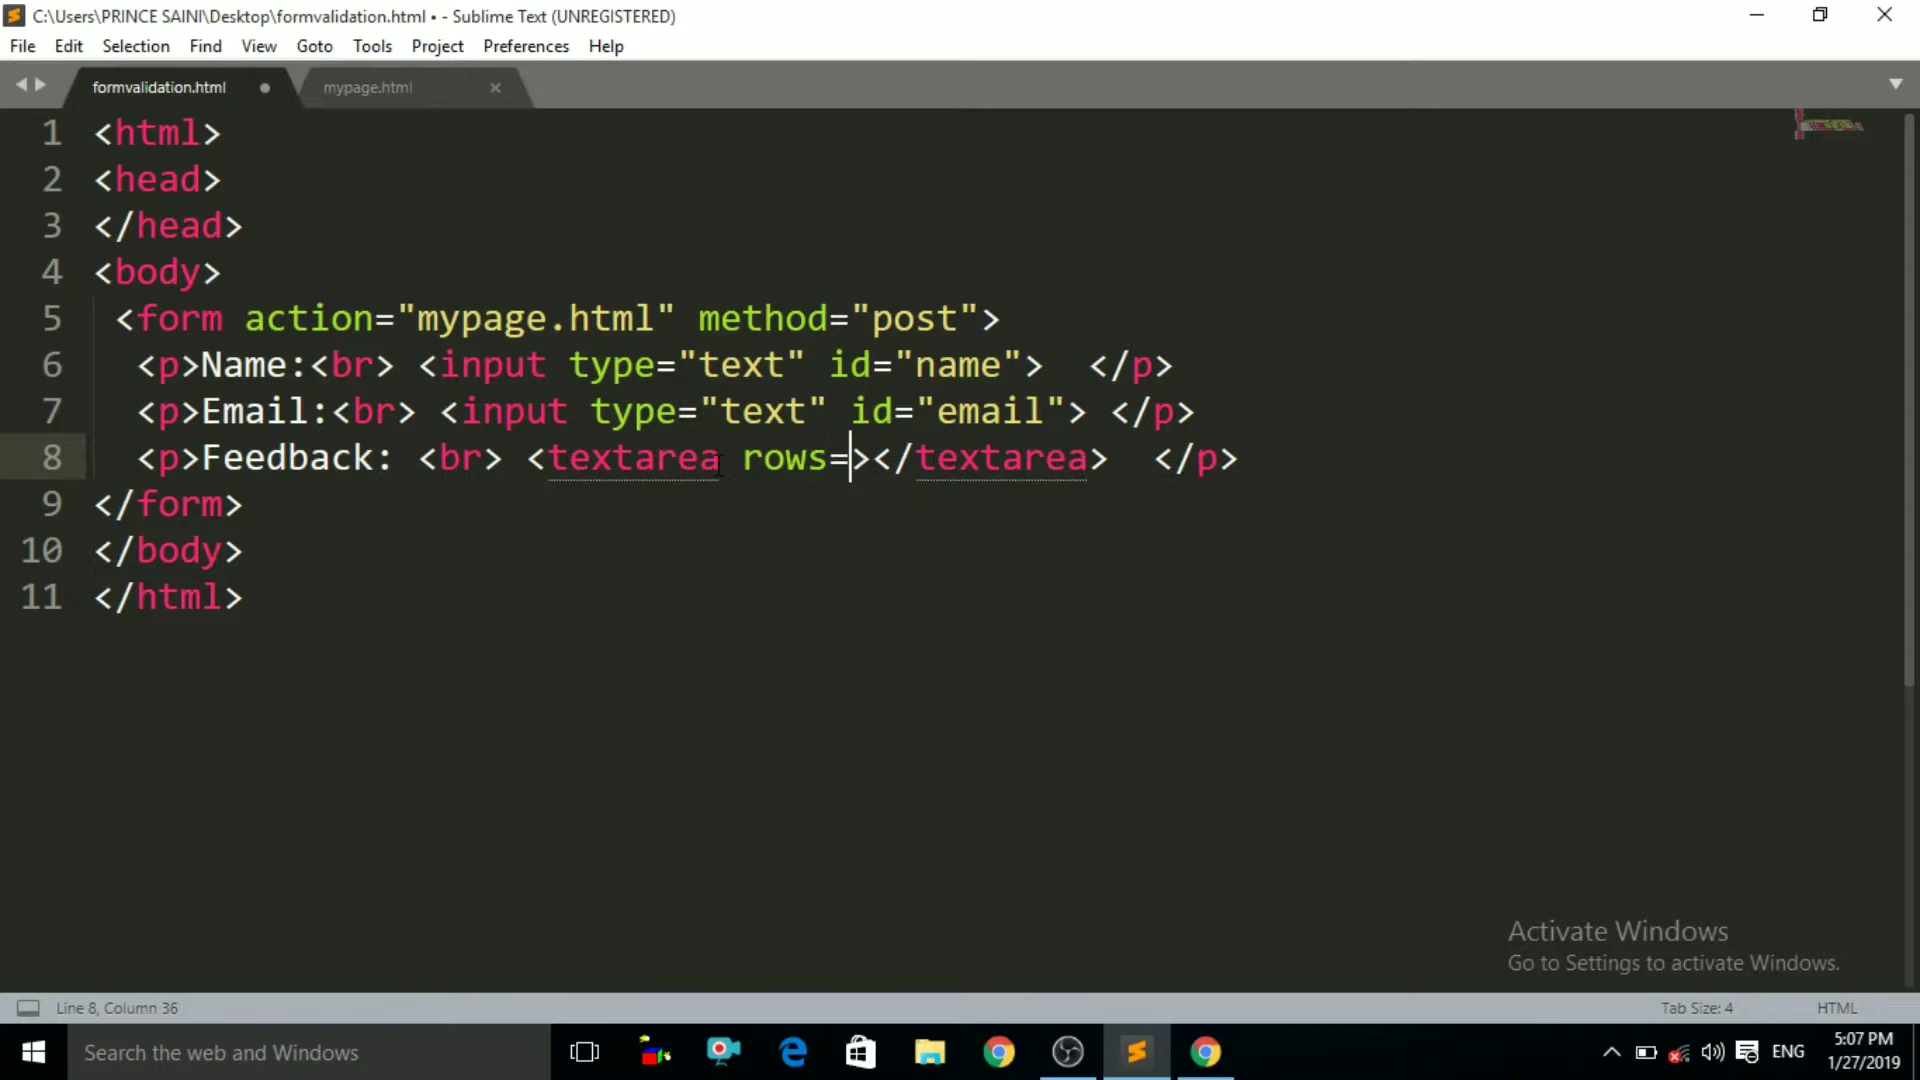 C:\Users\PRINCE SAINI\Desktop\formvalidation.html • - Sublime Text (UNREGISTERED)
File Edit Selection Find View Goto Tools Project Preferences Help
formvalidation.html mypage.html
1 <html>
2 <head>
3 </head>
4 <body>
5 <form action="mypage.html" method="post">
6 <p>Name:<br> <input type="text" id="name"> </p>
7 <p>Email:<br> <input type="text" id="email"> </p>
8 <p>Feedback: <br> <textarea rows=></textarea> </p>
9 </form>
10 </body>
11 </html>
Activate Windows
Go to Settings to activate Windows.
Line 8, Column 36 Tab Size: 4 HTML
Search the web and Windows ENG 5:07 PM
1/27/2019